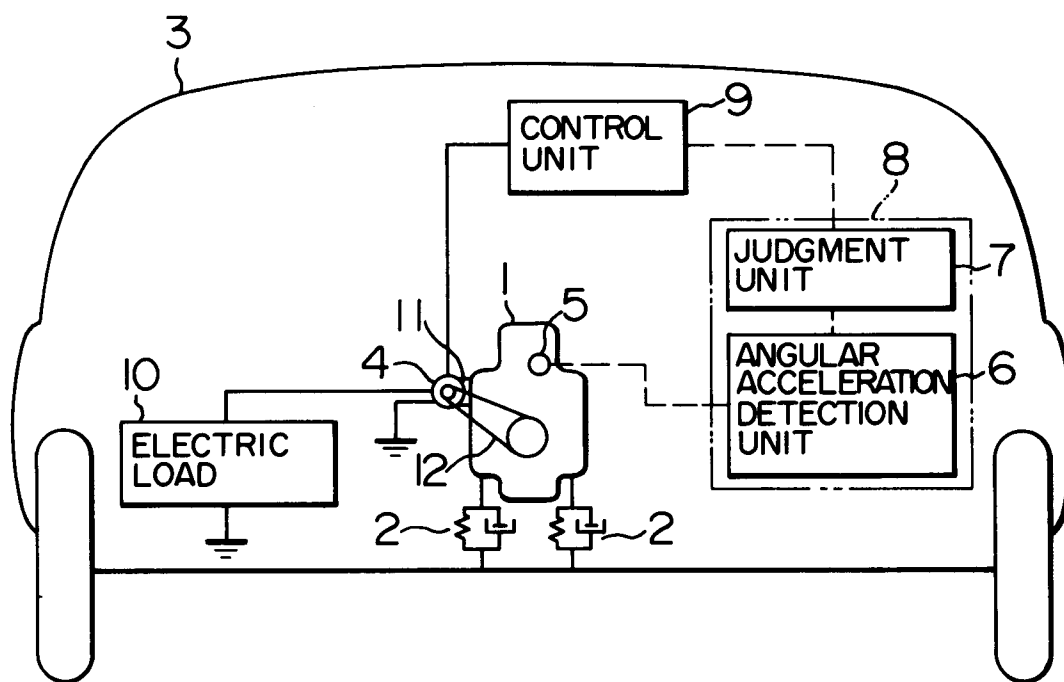 3
9
CONTROL
UNIT
8
JUDGMENT
UNIT
7
1
5
11
4
ANGULAR
ACCELERATION
DETECTION
UNIT
6
10
ELECTRIC
LOAD
12
2
2